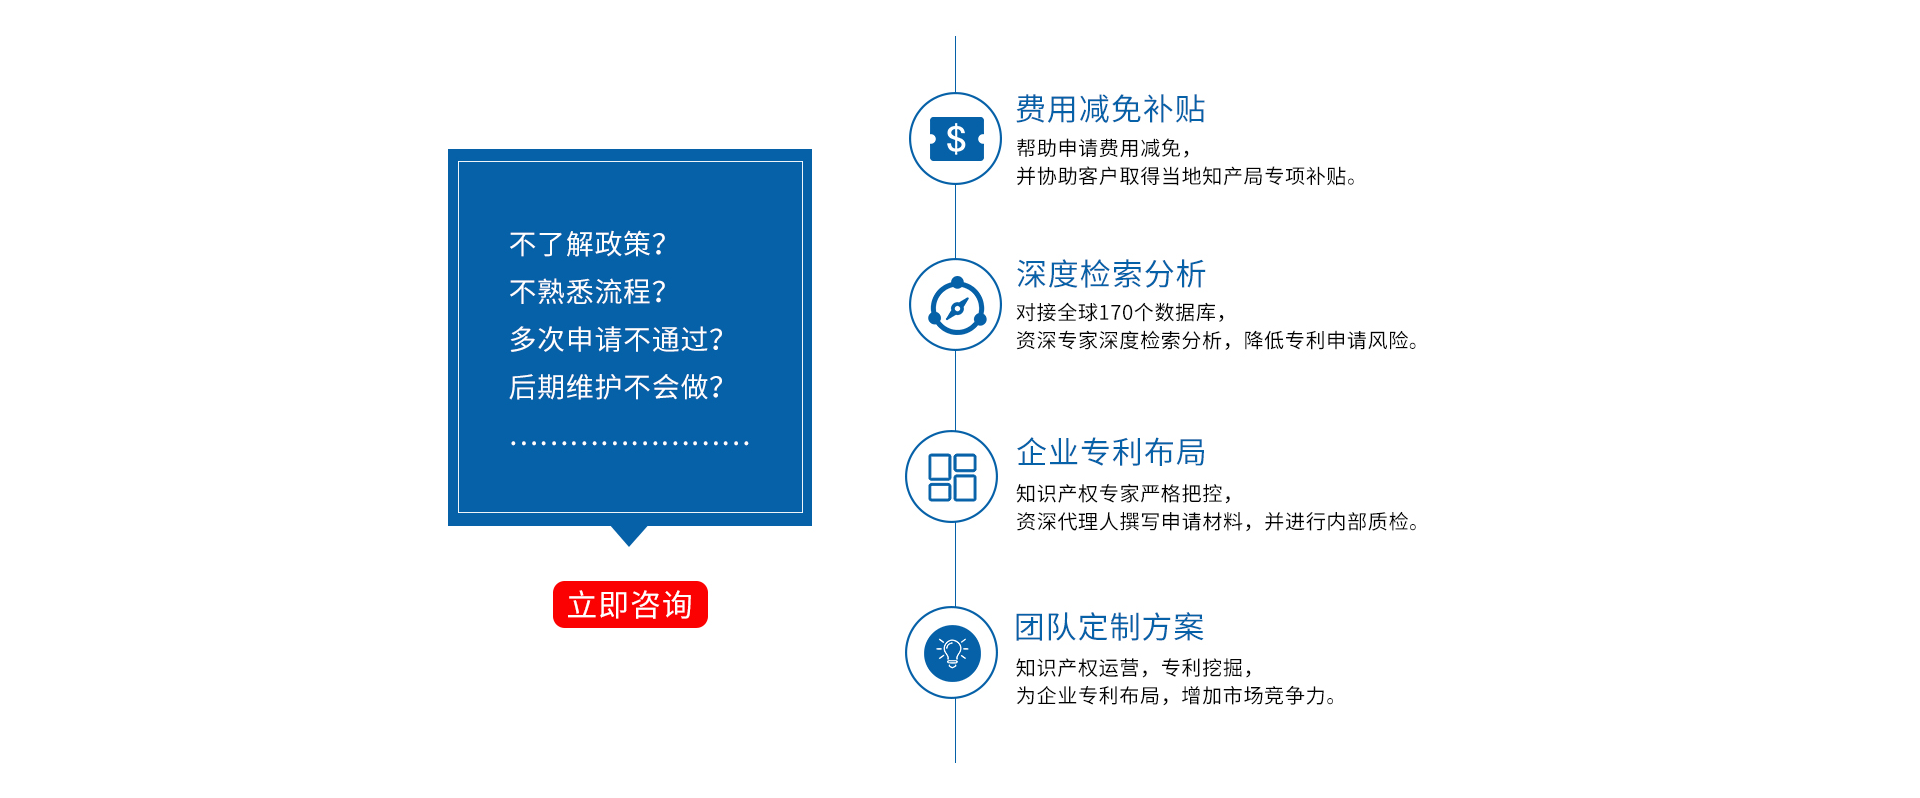 不了解政策？
不熟悉流程？
多次申请不通过？
后期维护不会做？
........................
立即咨询
$
费用减免补贴
帮助申请费用减免，
并协助客户取得当地知产局专项补贴。
深度检索分析
对接全球170个数据库，
资深专家深度检索分析，降低专利申请风险。
企业专利布局
知识产权专家严格把控，
资深代理人撰写申请材料，并进行内部质检。
团队定制方案
知识产权运营，专利挖掘，
为企业专利布局，增加市场竞争力。